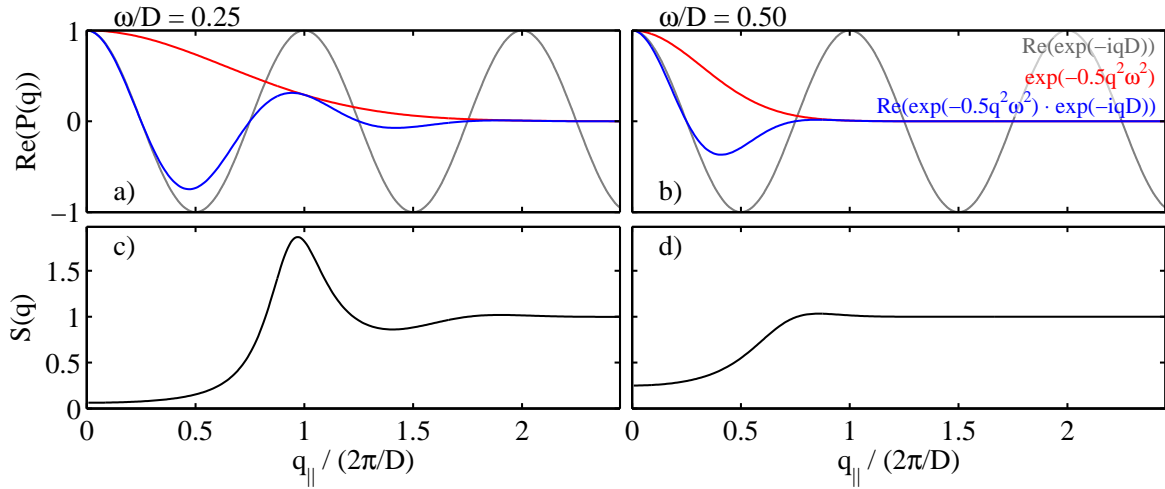 ω/D = 0.25
ω/D = 0.50
Re(P(q))
1
0
−1
a)
b)
Re(exp(−iqD))
exp(−0.5q²ω²)
Re(exp(−0.5q²ω²) · exp(−iqD))
S(q)
1.5
1
0.5
0
c)
d)
0 0.5 1 1.5 2
0 0.5 1 1.5 2
q|| / (2π/D)
q|| / (2π/D)